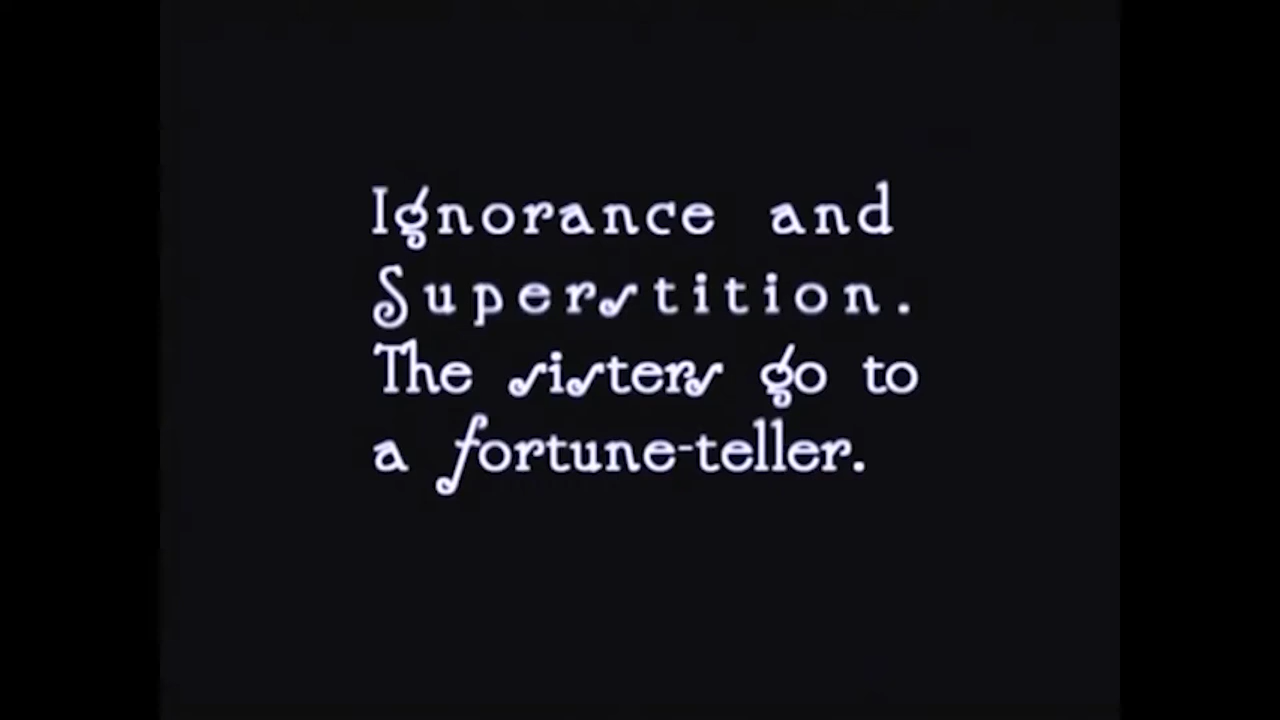 Ignorance and
Superstition.
The sisters go to
a fortune-teller.